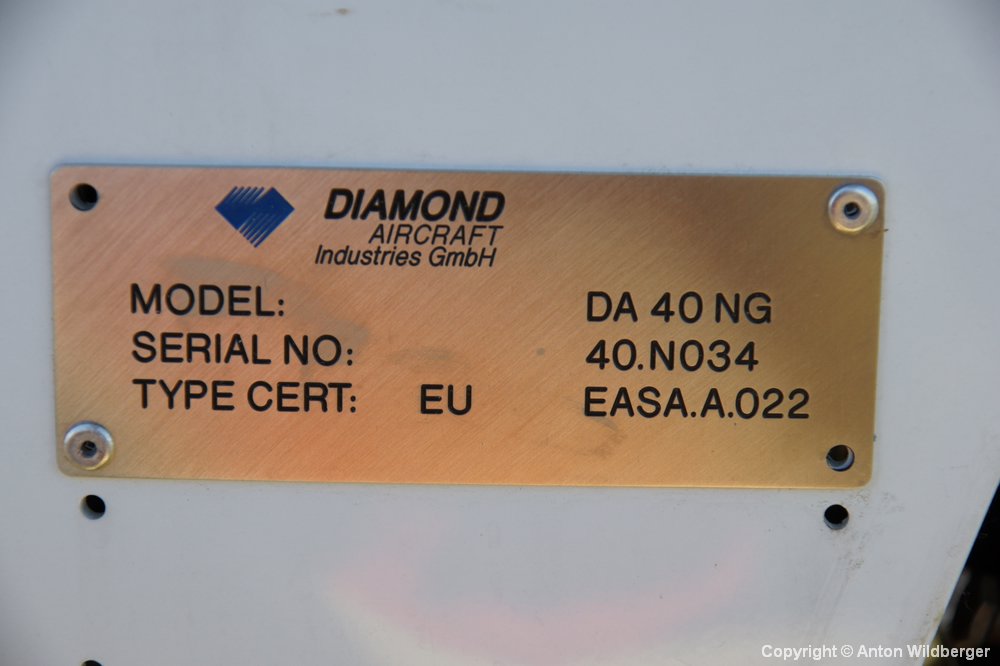 DIAMOND
AIRCRAFT
Industries GmbH
MODEL: DA 40 NG
SERIAL NO: 40.N034
TYPE CERT: EU EASA.A.022
Copyright © Anton Wildberger